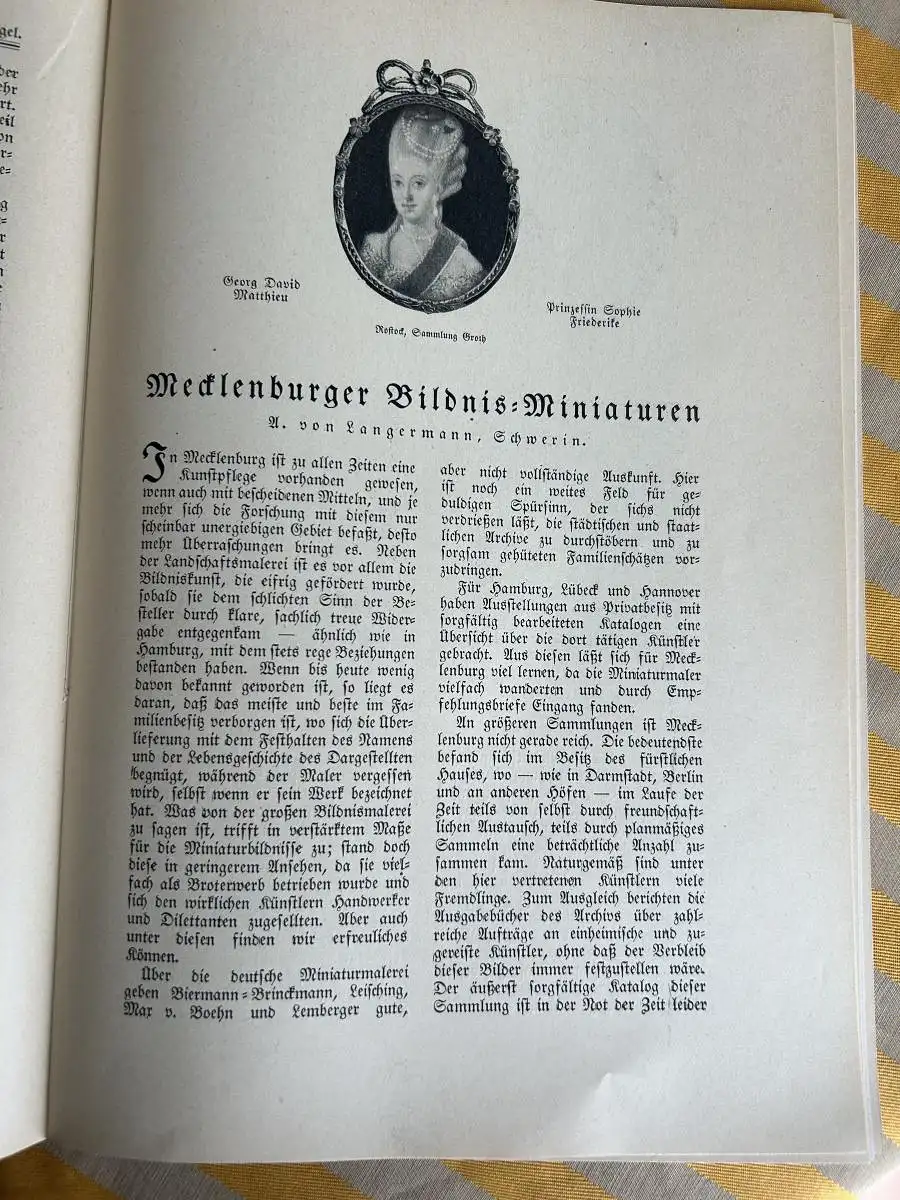 gel.
der
ehr
rt.
eil
on
r=
e=
g
=
r
t
Georg David
Matthieu
Prinzessin Sophie
Friederike
Rostock, Sammlung Groth
Mecklenburger Bildnis=Miniaturen
A. von Langermann, Schwerin.
In Mecklenburg ist zu allen Zeiten eine
Kunstpflege vorhanden gewesen,
wenn auch mit bescheidenen Mitteln, und je
mehr sich die Forschung mit diesem nur
scheinbar unergiebigen Gebiet befaßt, desto
mehr Überraschungen bringt es. Neben
der Landschaftsmalerei ist es vor allem die
Bildniskunst, die eifrig gefördert wurde,
sobald sie dem schlichten Sinn der Be=
steller durch klare, sachlich treue Wider=
gabe entgegenkam — ähnlich wie in
Hamburg, mit dem stets rege Beziehungen
bestanden haben. Wenn bis heute wenig
davon bekannt geworden ist, so liegt es
daran, daß das meiste und beste im Fa=
milienbesitz verborgen ist, wo sich die Über=
lieferung mit dem Festhalten des Namens
und der Lebensgeschichte des Dargestellten
begnügt, während der Maler vergessen
wird, selbst wenn er sein Werk bezeichnet
hat. Was von der großen Bildnismalerei
zu sagen ist, trifft in verstärktem Maße
für die Miniaturbildnisse zu; stand doch
diese in geringerem Ansehen, da sie viel=
fach als Broterwerb betrieben wurde und
sich den wirklichen Künstlern Handwerker
und Dilettanten zugesellten. Aber auch
unter diesen finden wir erfreuliches
Können.
Über die deutsche Miniaturmalerei
geben Biermann=Brinckmann, Leisching,
Max v. Boehn und Lemberger gute,
aber nicht vollständige Auskunft. Hier
ist noch ein weites Feld für ge=
duldigen Spürsinn, der sichs nicht
verdrießen läßt, die städtischen und staat=
lichen Archive zu durchstöbern und zu
sorgsam gehüteten Familienschätzen vor=
zudringen.
Für Hamburg, Lübeck und Hannover
haben Ausstellungen aus Privatbesitz mit
sorgfältig bearbeiteten Katalogen eine
Übersicht über die dort tätigen Künstler
gebracht. Aus diesen läßt sich für Meck=
lenburg viel lernen, da die Miniaturmaler
vielfach wanderten und durch Emp=
fehlungsbriefe Eingang fanden.
An größeren Sammlungen ist Meck=
lenburg nicht gerade reich. Die bedeutendste
befand sich im Besitz des fürstlichen
Hauses, wo — wie in Darmstadt, Berlin
und an anderen Höfen — im Laufe der
Zeit teils von selbst durch freundschaft=
lichen Austausch, teils durch planmäßiges
Sammeln eine beträchtliche Anzahl zu=
sammen kam. Naturgemäß sind unter
den hier vertretenen Künstlern viele
Fremdlinge. Zum Ausgleich berichten die
Ausgabebücher des Archivs über zahl=
reiche Aufträge an einheimische und zu=
gereiste Künstler, ohne daß der Verbleib
dieser Bilder immer festzustellen wäre.
Der äußerst sorgfältige Katalog dieser
Sammlung ist in der Not der Zeit leider